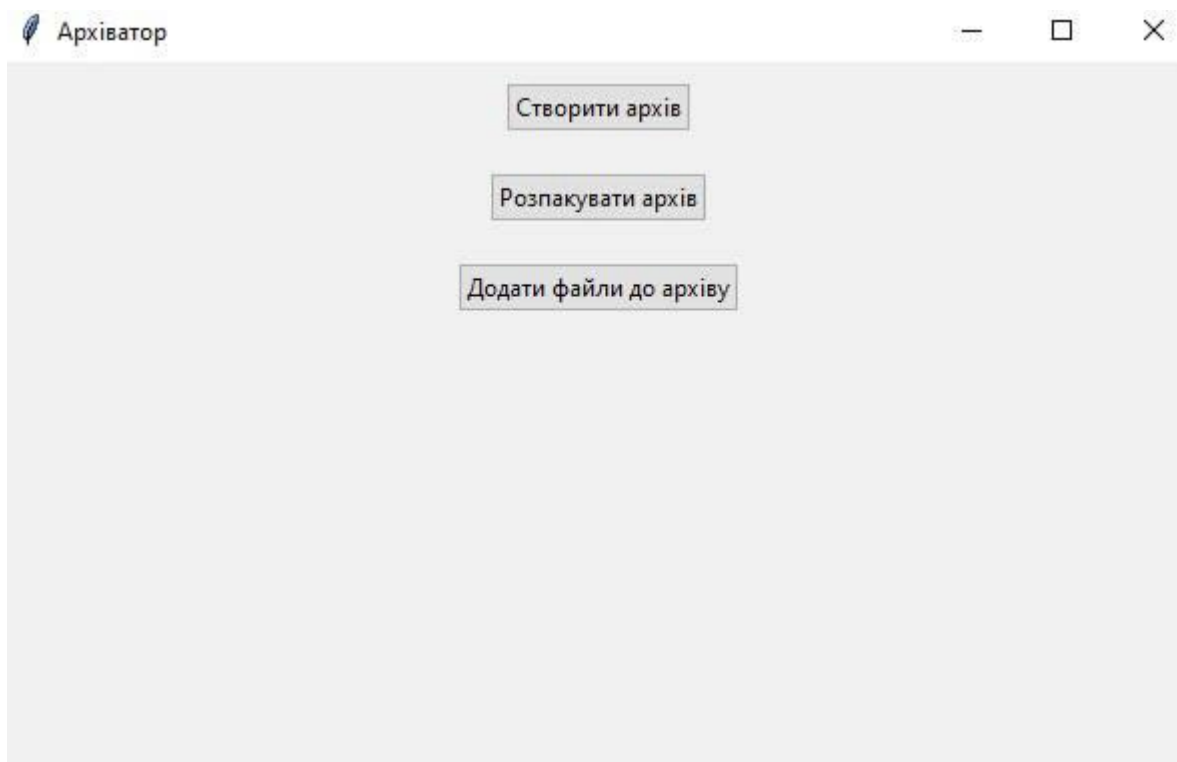 Архіватор
Створити архів
Розпакувати архів
Додати файли до архіву